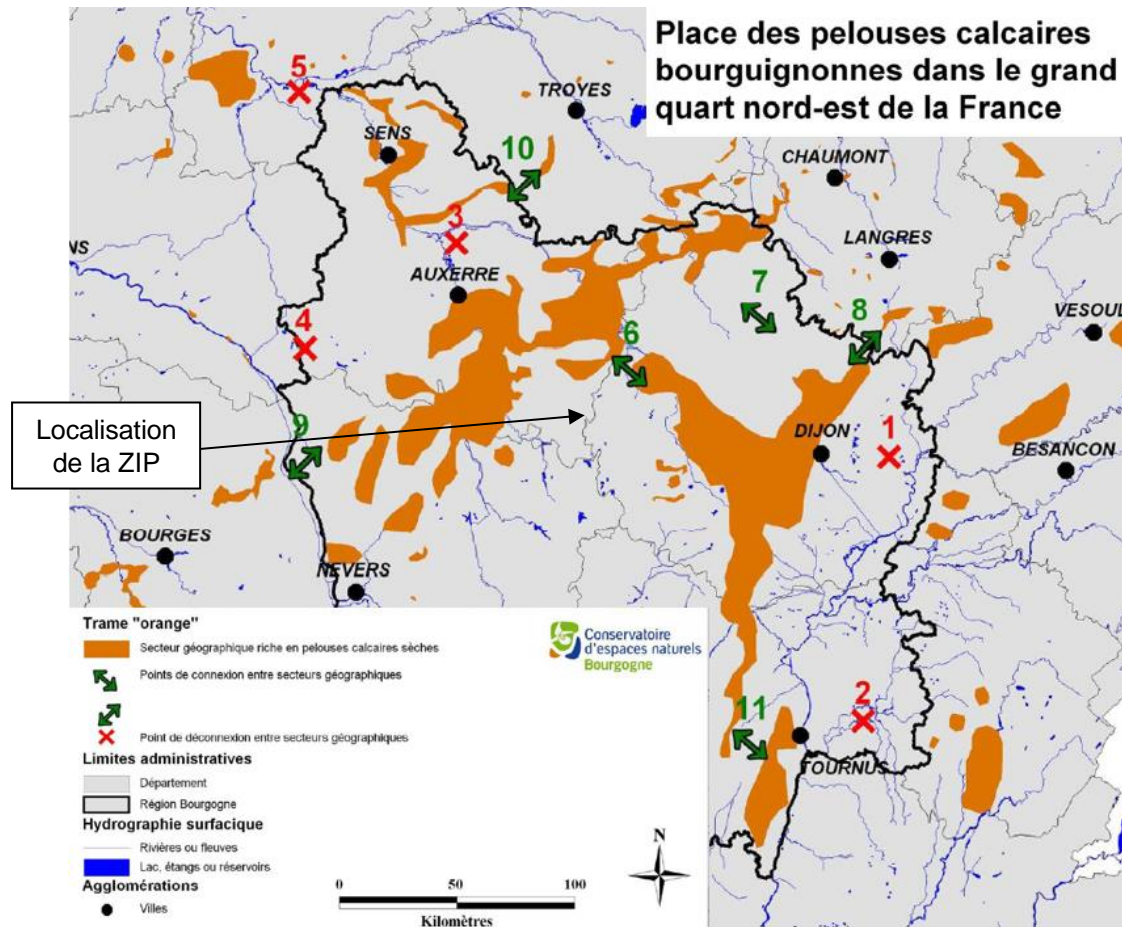 Place des pelouses calcaires
bourguignonnes dans le grand
quart nord-est de la France
5
TROYES
SENS
10
CHAUMONT
3
LANGRES
NS
AUXERRE
7
8
VESOUL
4
6
Localisation
de la ZIP
9
DIJON
1
BESANCON
BOURGES
NEVERS
2
11
TOURNUS
Trame "orange"
Secteur géographique riche en pelouses calcaires sèches
Points de connexion entre secteurs géographiques
Point de déconnexion entre secteurs géographiques
Limites administratives
Département
Région Bourgogne
Hydrographie surfacique
Rivières ou fleuves
Lac, étangs ou réservoirs
Agglomérations
Villes
Conservatoire
d'espaces naturels
Bourgogne
N
0 50 100
Kilomètres